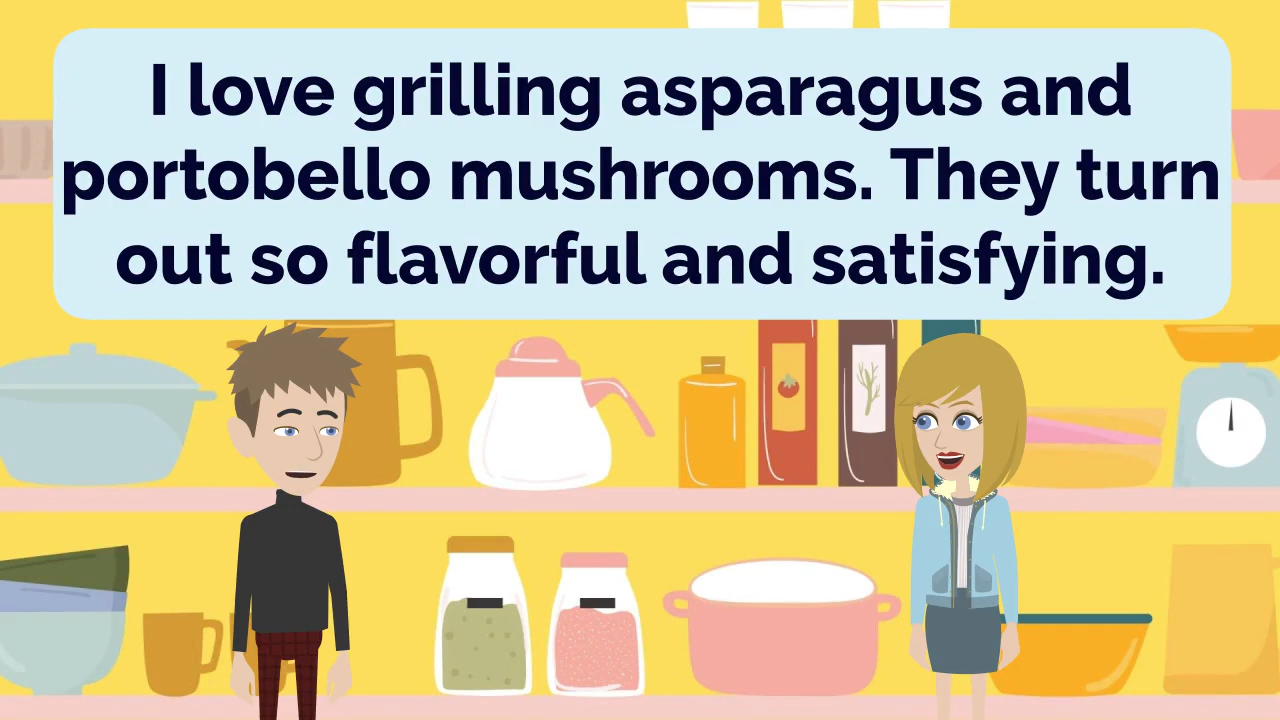 I love grilling asparagus and
portobello mushrooms. They turn
out so flavorful and satisfying.